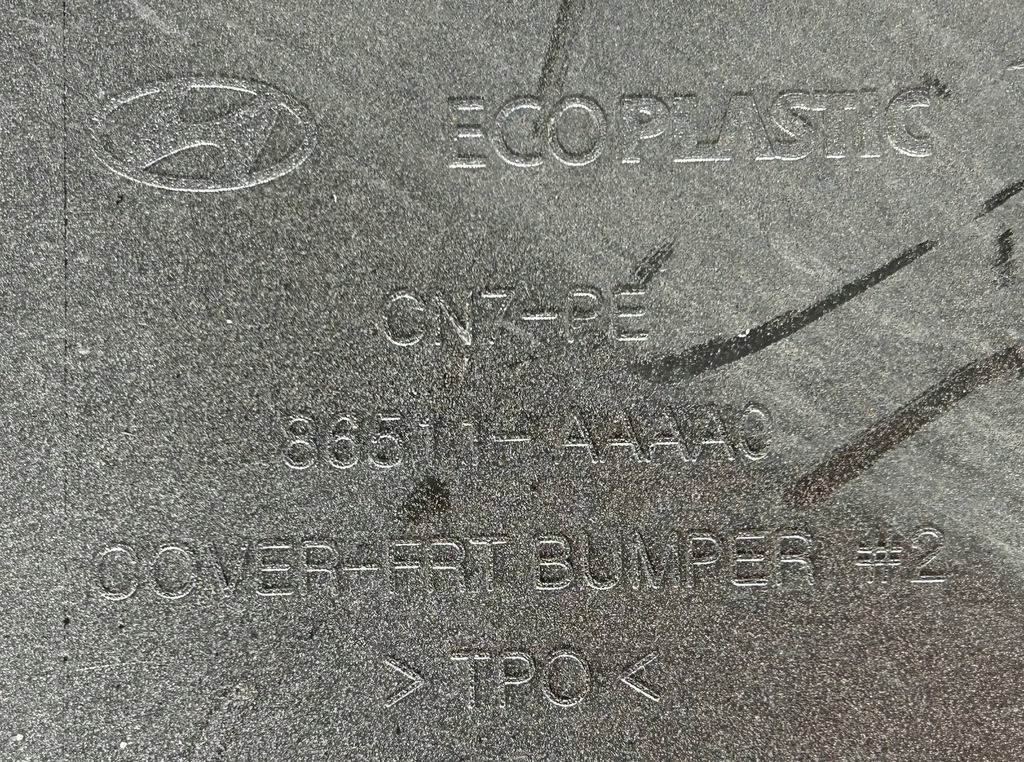 ECOPLASTIC
CN7-PE
86511-AAAA0
COVER-FRT BUMPER #2
>TPO<